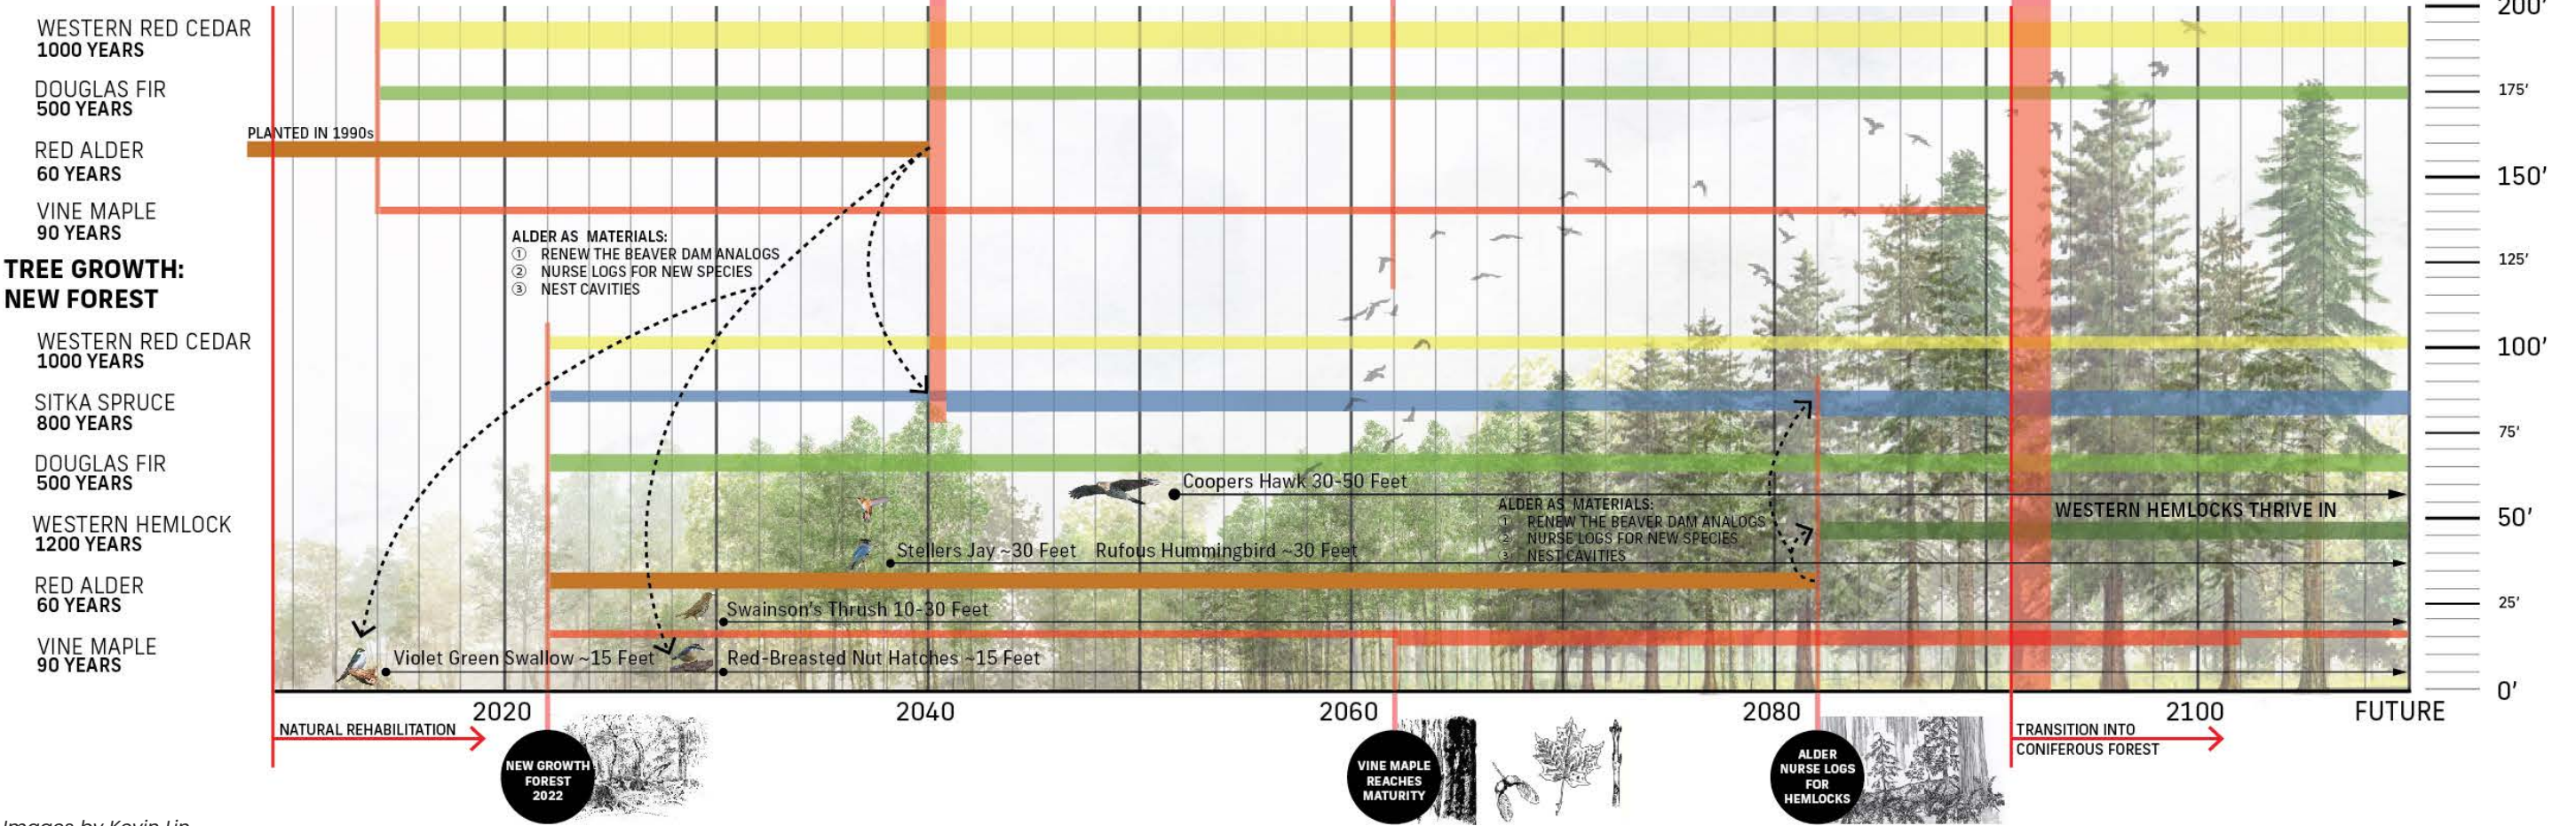 WESTERN RED CEDAR
1000 YEARS
DOUGLAS FIR
500 YEARS
PLANTED IN 1990s
RED ALDER
60 YEARS
VINE MAPLE
90 YEARS
TREE GROWTH:
NEW FOREST
WESTERN RED CEDAR
1000 YEARS
SITKA SPRUCE
800 YEARS
DOUGLAS FIR
500 YEARS
WESTERN HEMLOCK
1200 YEARS
RED ALDER
60 YEARS
VINE MAPLE
90 YEARS
ALDER AS MATERIALS:
① RENEW THE BEAVER DAM ANALOGS
② NURSE LOGS FOR NEW SPECIES
③ NEST CAVITIES
Coopers Hawk 30-50 Feet
ALDER AS MATERIALS:
① RENEW THE BEAVER DAM ANALOGS
② NURSE LOGS FOR NEW SPECIES
③ NEST CAVITIES
WESTERN HEMLOCKS THRIVE IN
Stellers Jay ~30 Feet Rufous Hummingbird ~30 Feet
Swainson's Thrush 10-30 Feet
Violet Green Swallow ~15 Feet
Red-Breasted Nut Hatches ~15 Feet
200'
175'
150'
125'
100'
75'
50'
25'
0'
2020
2040
2060
2080
2100
FUTURE
NATURAL REHABILITATION
NEW GROWTH
FOREST
2022
VINE MAPLE
REACHES
MATURITY
ALDER
NURSE LOGS
FOR
HEMLOCKS
TRANSITION INTO
CONIFEROUS FOREST
Images by Kevin Lin